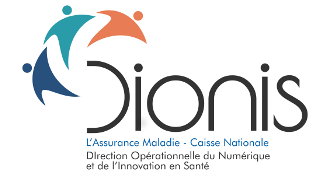 Dionis
L'Assurance Maladie - Caisse Nationale
DIrection Opérationnelle du Numérique
et de l'Innovation en Santé